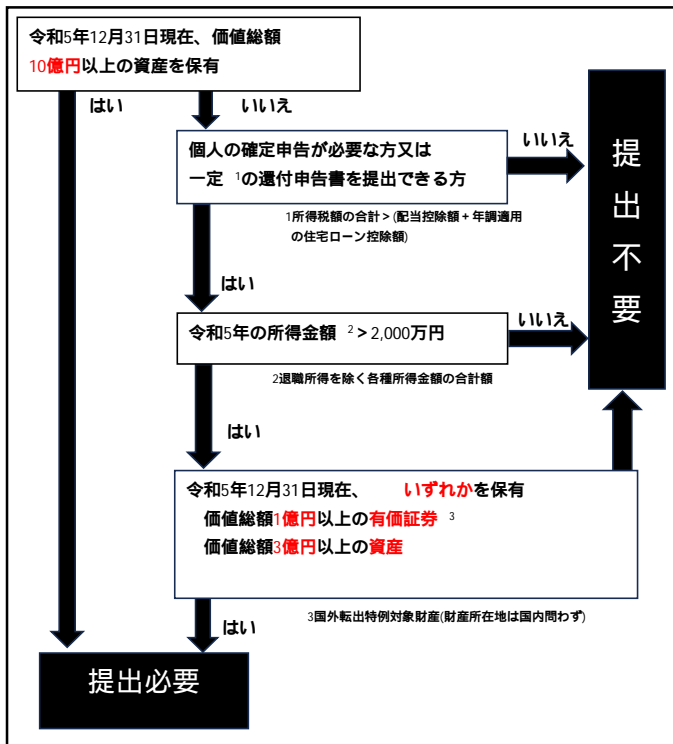 令和5年12月31日現在、価値総額
10億円以上の資産を保有
はい
いいえ
個人の確定申告が必要な方又は
一定 1の還付申告書を提出できる方
いいえ
1所得税額の合計＞(配当控除額＋年調適用
の住宅ローン控除額)
はい
令和5年の所得金額 2＞2,000万円
いいえ
2退職所得を除く各種所得金額の合計額
はい
令和5年12月31日現在、 いずれかを保有
価値総額1億円以上の有価証券 3
価値総額3億円以上の資産
3国外転出特例対象財産(財産所在地は国内問わず)
はい
提出必要
提出不要